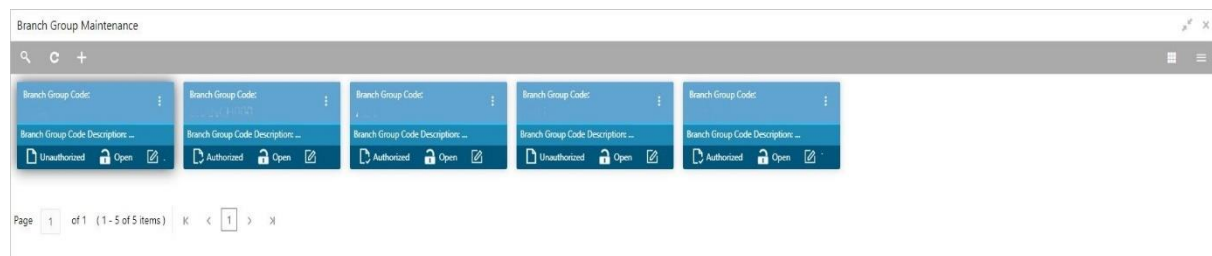 Branch Group Maintenance
Branch Group Code: Branch Group Code: Branch Group Code: Branch Group Code: Branch Group Code:
Branch Group Code Description: ... Branch Group Code Description: ... Branch Group Code Description: ... Branch Group Code Description: ... Branch Group Code Description: ...
Unauthorized Open Authorized Open Authorized Open Unauthorized Open Authorized Open
Page 1 of 1 (1 - 5 of 5 items) K < 1 > >|